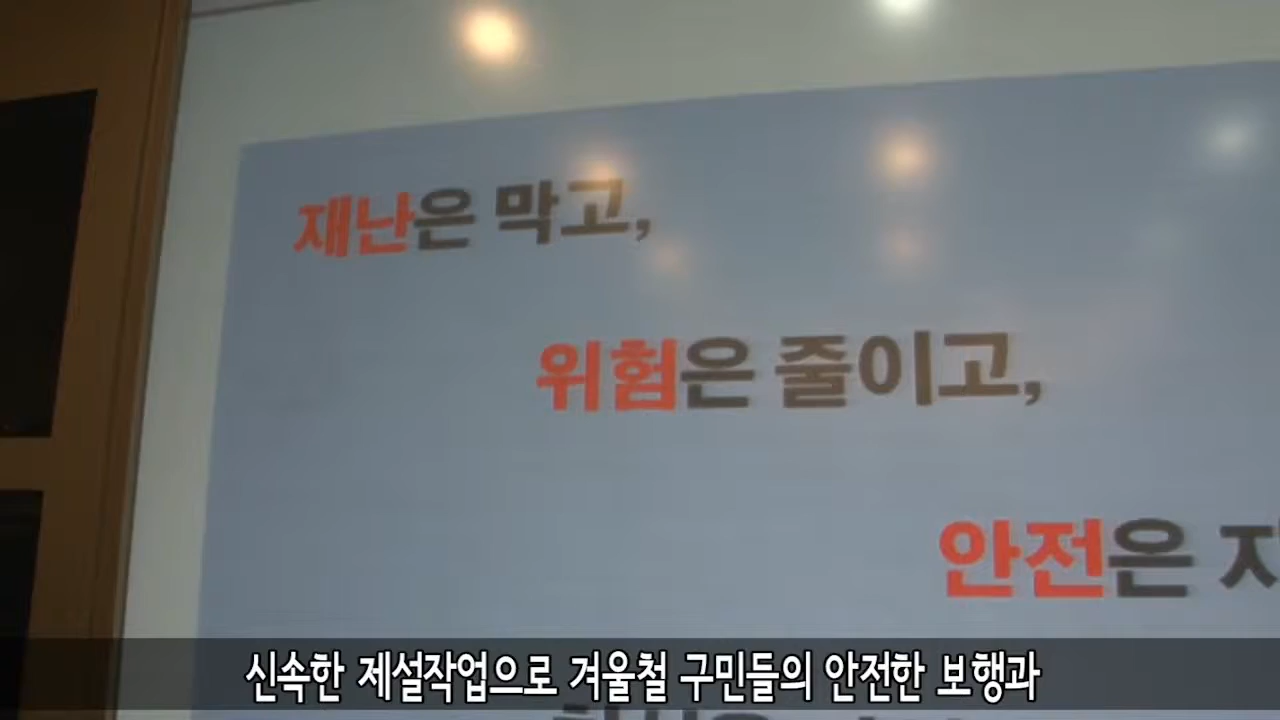 재난은 막고,
위험은 줄이고,
안전은
신속한 제설작업으로 겨울철 구민들의 안전한 보행과